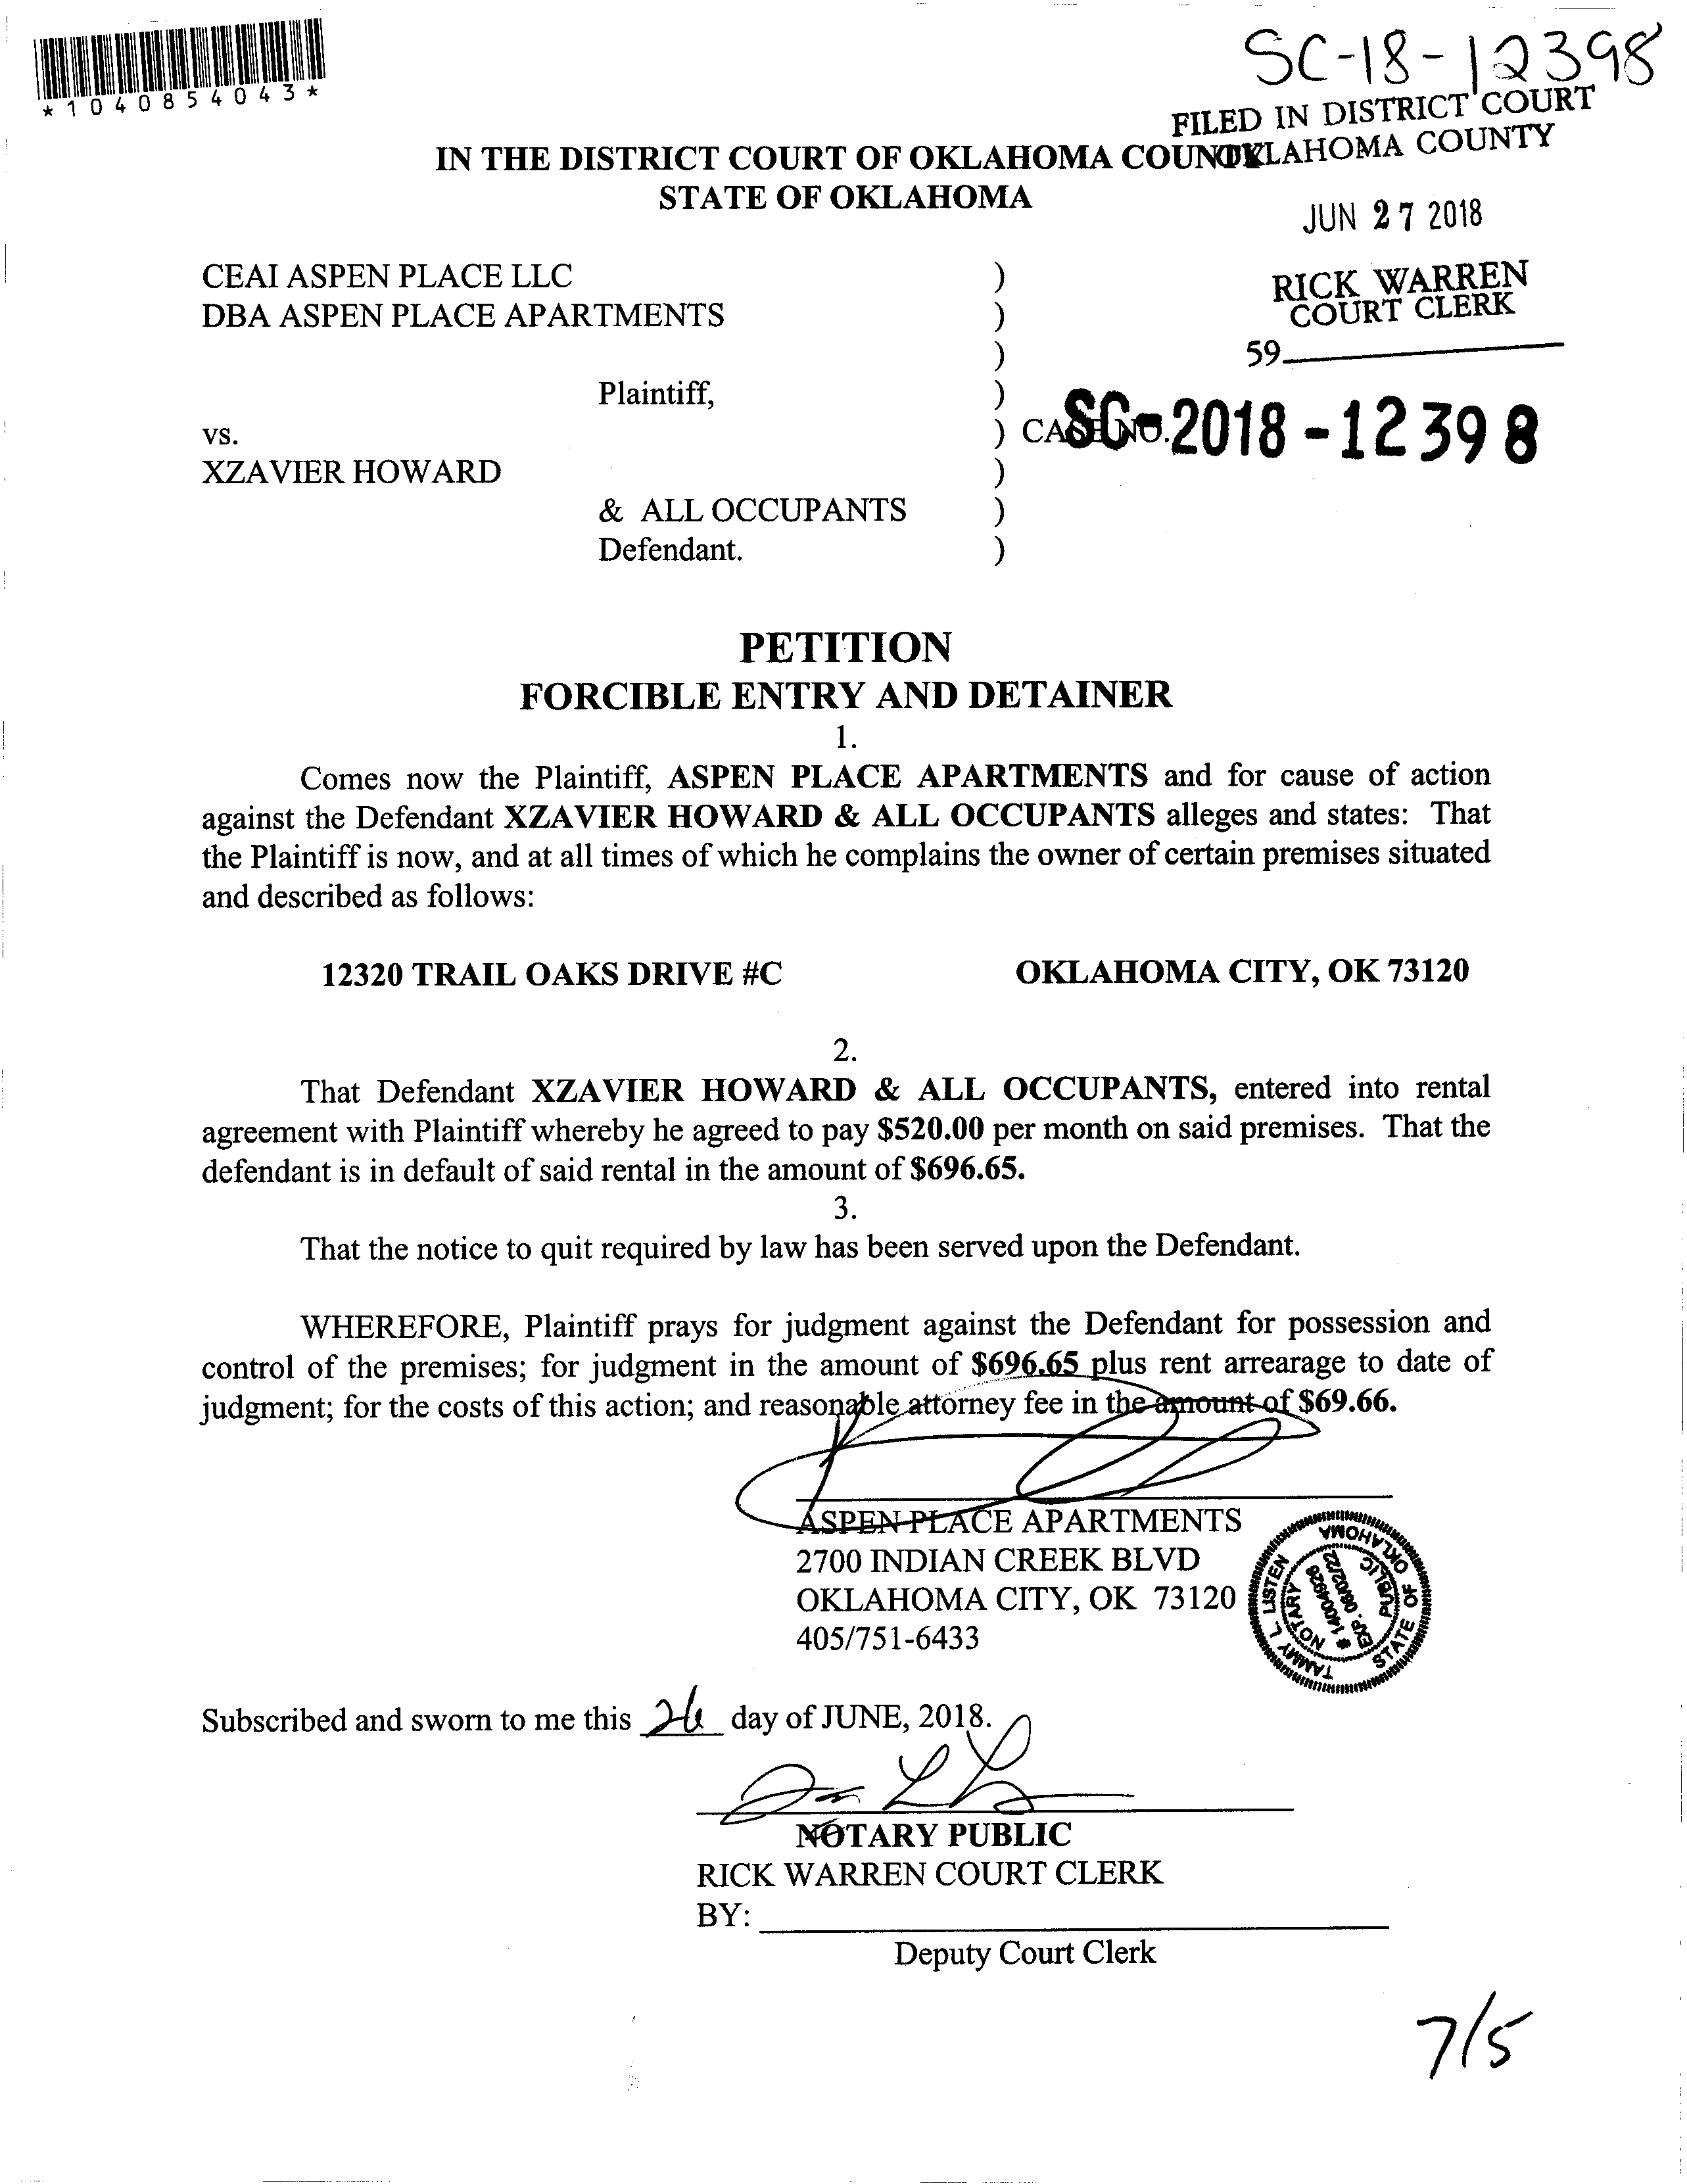 *1040854043*
SC-18-12398
FILED IN DISTRICT COURT
OKLAHOMA COUNTY
IN THE DISTRICT COURT OF OKLAHOMA COUNTY
STATE OF OKLAHOMA
JUN 27 2018
RICK WARREN
COURT CLERK
59
CEAI ASPEN PLACE LLC )
DBA ASPEN PLACE APARTMENTS )
)
Plaintiff, )
vs. ) CASE NO. SC-2018-12398
XZAVIER HOWARD )
& ALL OCCUPANTS )
Defendant. )
PETITION
FORCIBLE ENTRY AND DETAINER
1.
Comes now the Plaintiff, ASPEN PLACE APARTMENTS and for cause of action
against the Defendant XZAVIER HOWARD & ALL OCCUPANTS alleges and states: That
the Plaintiff is now, and at all times of which he complains the owner of certain premises situated
and described as follows:
12320 TRAIL OAKS DRIVE #C OKLAHOMA CITY, OK 73120
2.
That Defendant XZAVIER HOWARD & ALL OCCUPANTS, entered into rental
agreement with Plaintiff whereby he agreed to pay $520.00 per month on said premises. That the
defendant is in default of said rental in the amount of $696.65.
3.
That the notice to quit required by law has been served upon the Defendant.
WHEREFORE, Plaintiff prays for judgment against the Defendant for possession and
control of the premises; for judgment in the amount of $696.65 plus rent arrearage to date of
judgment; for the costs of this action; and reasonable attorney fee in the amount of $69.66.
ASPEN PLACE APARTMENTS
2700 INDIAN CREEK BLVD
OKLAHOMA CITY, OK 73120
405/751-6433
TAMMY L. LISTEN
STATE OF OKLAHOMA
NOTARY PUBLIC
# 14004926
EXP. 06/02/22
Subscribed and sworn to me this 26 day of JUNE, 2018.
NOTARY PUBLIC
RICK WARREN COURT CLERK
BY:
Deputy Court Clerk
7/5